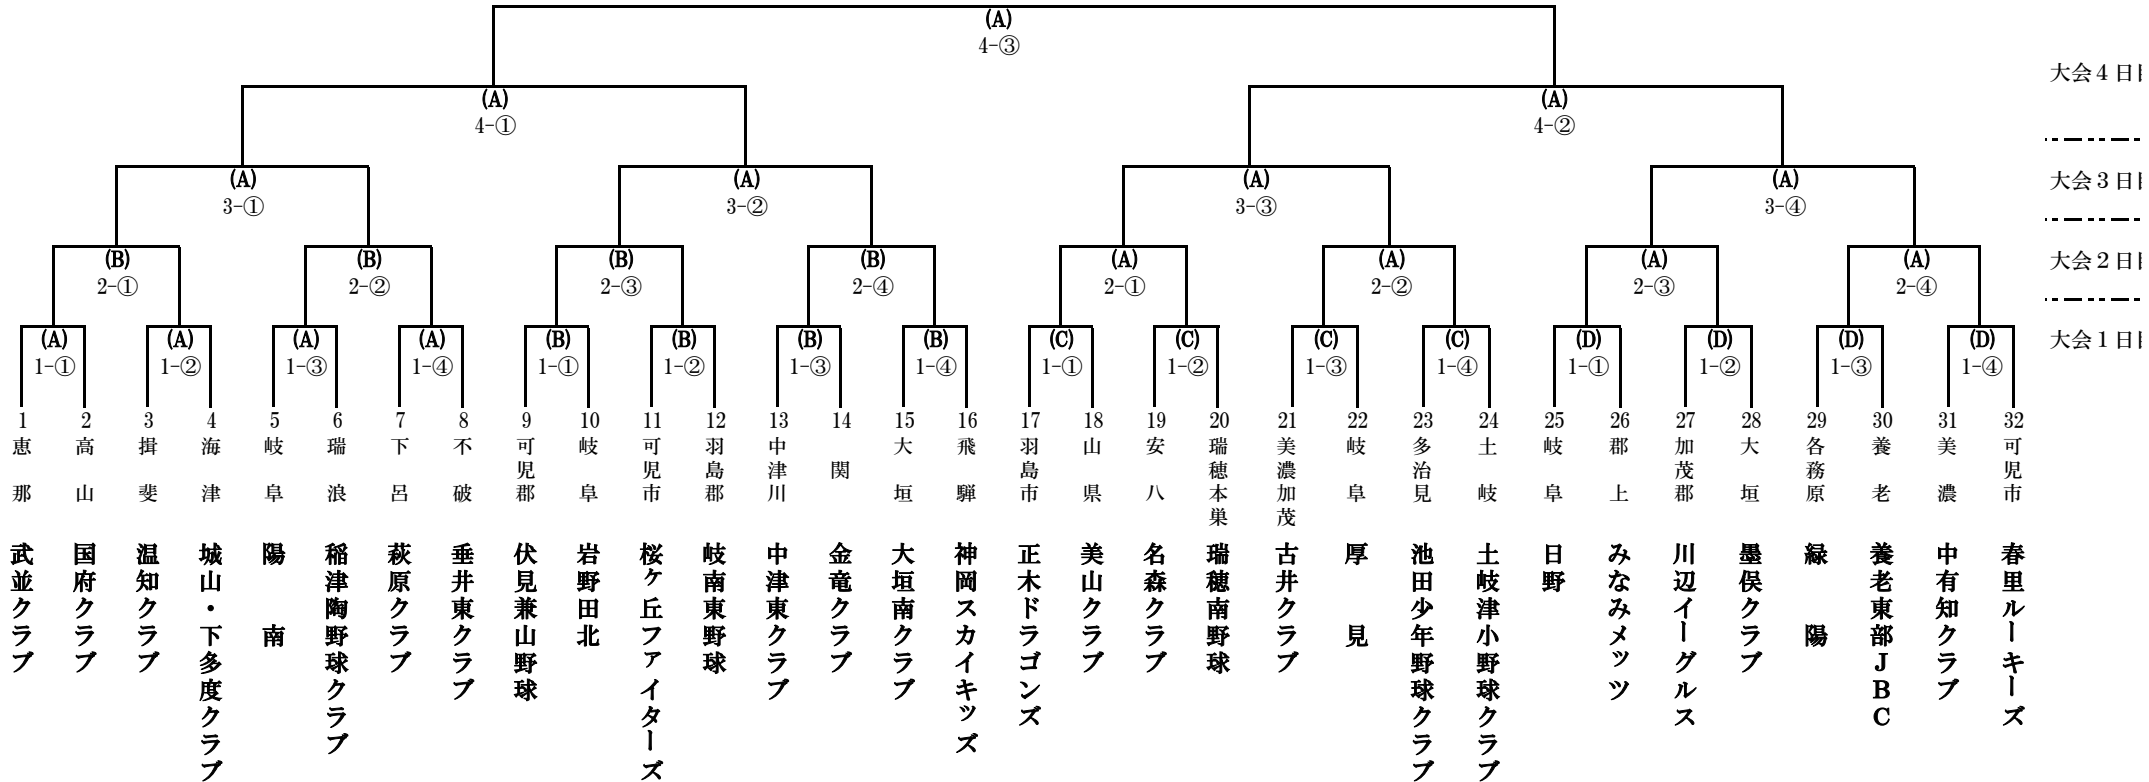 (A)
4-③
大会４日目
(A)
4-①
(A)
4-②
(A)
3-①
(A)
3-②
(A)
3-③
(A)
3-④
大会３日目
(B)
2-①
(B)
2-②
(B)
2-③
(B)
2-④
(A)
2-①
(A)
2-②
(A)
2-③
(A)
2-④
大会２日目
(A)
1-①
(A)
1-②
(A)
1-③
(A)
1-④
(B)
1-①
(B)
1-②
(B)
1-③
(B)
1-④
(C)
1-①
(C)
1-②
(C)
1-③
(C)
1-④
(D)
1-①
(D)
1-②
(D)
1-③
(D)
1-④
大会１日目
1
恵那
武並クラブ
2
高山
国府クラブ
3
揖斐
温知クラブ
4
海津
城山・下多度クラブ
5
岐阜
陽南
6
瑞浪
稲津陶野球クラブ
7
下呂
萩原クラブ
8
不破
垂井東クラブ
9
可児郡
伏見兼山野球
10
岐阜
岩野田北
11
可児市
桜ケ丘ファイターズ
12
羽島郡
岐南東野球
13
中津川
中津東クラブ
14
関
金竜クラブ
15
大垣
大垣南クラブ
16
飛騨
神岡スカイキッズ
17
羽島市
正木ドラゴンズ
18
山県
美山クラブ
19
安八
名森クラブ
20
瑞穂本巣
瑞穂南野球
21
美濃加茂
古井クラブ
22
岐阜
厚見
23
多治見
池田少年野球クラブ
24
土岐
土岐津小野球クラブ
25
岐阜
日野
26
郡上
みなみメッツ
27
加茂郡
川辺イーグルス
28
大垣
墨俣クラブ
29
各務原
緑陽
30
養老
養老東部ＪＢＣ
31
美濃
中有知クラブ
32
可児市
春里ルーキーズ